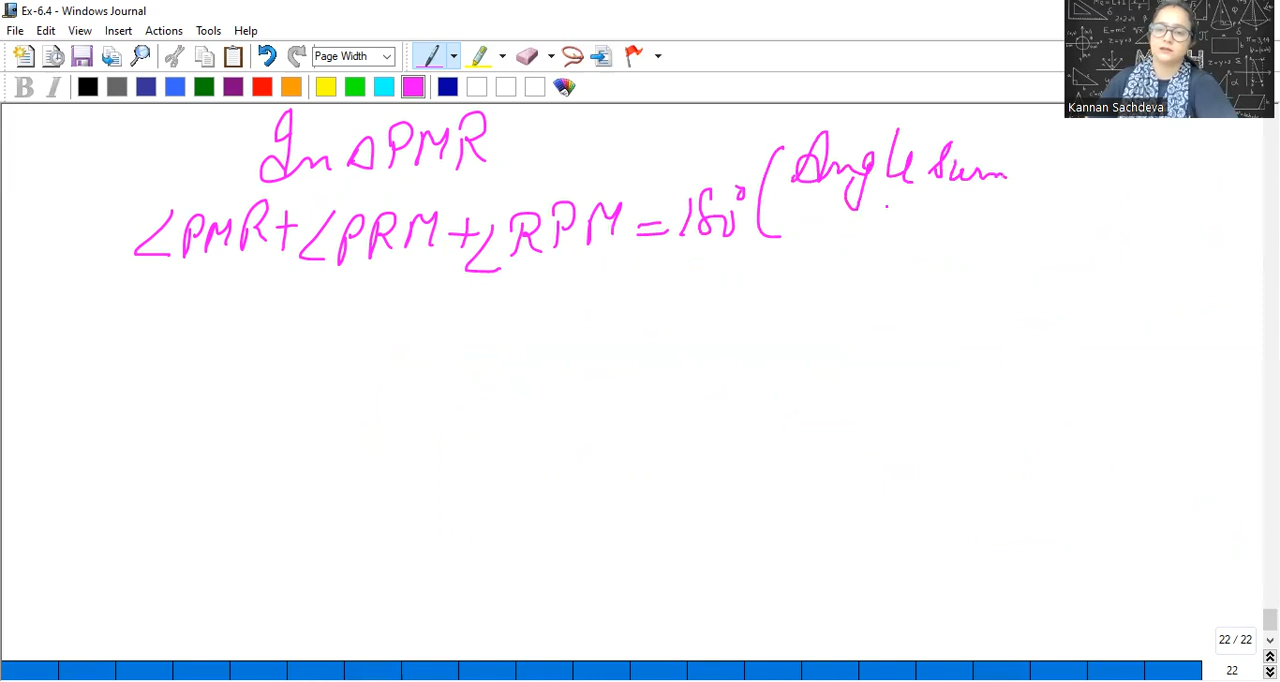 Ex-6.4 - Windows Journal
File Edit View Insert Actions Tools Help
Page Width
B I
Kannan Sachdeva
In △PMR
∠PMR+∠PRM+∠RPM=180° (Angle Sum
22 / 22
22